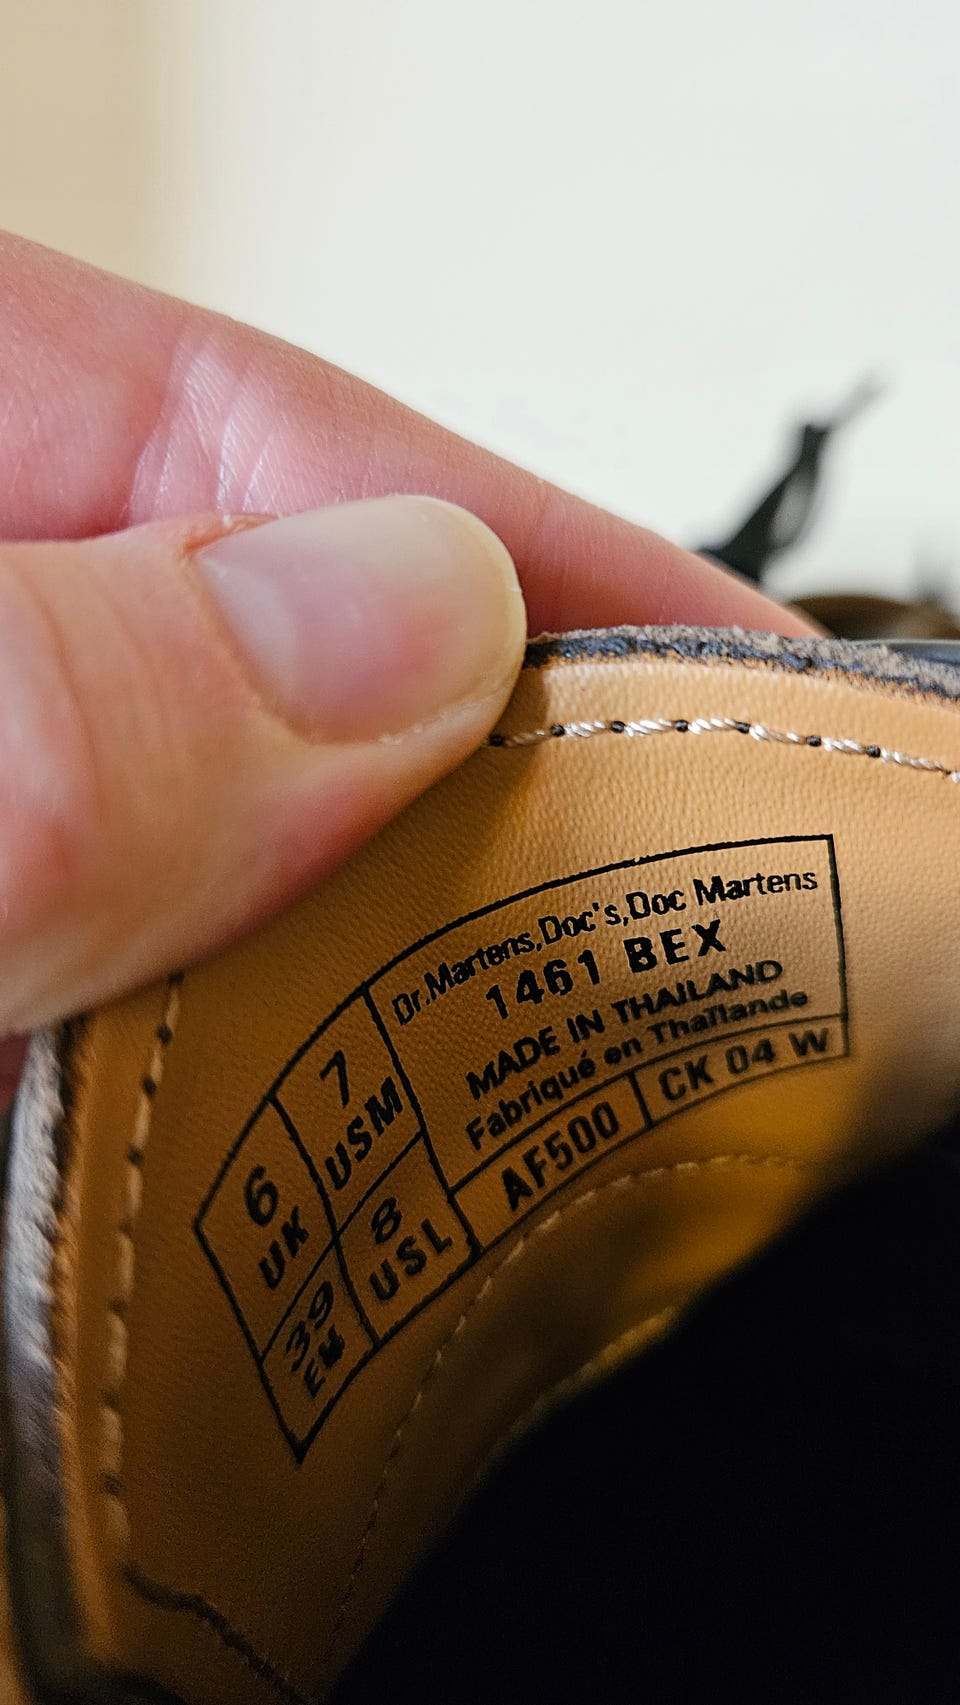 Dr.Martens,Doc's,Doc Martens
1461 BEX
MADE IN THAILAND
Fabriqué en Thaïlande
AF500
CK 04 W
6
UK
7
USM
39
EU
8
USL